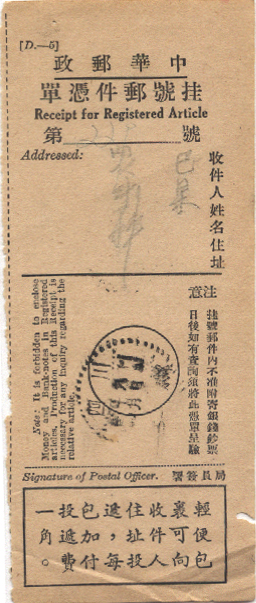 [D.—5]
中華郵政
挂號郵件憑單
Receipt for Registered Article
第 號
Addressed:
收件人姓名住址
注意
挂號郵件內不准附寄銀錢鈔票
日後如有查詢須將此憑單呈驗
Note: It is forbidden to enclose
Money and Bank-notes in Registered
articles. Production of this Receipt is
necessary for any inquiry regarding the
relative article.
四川
Signature of Postal Officer.
局員簽署
輕便包
裹可向
收件人
住址投
遞，每
包加付
投遞費
一角。